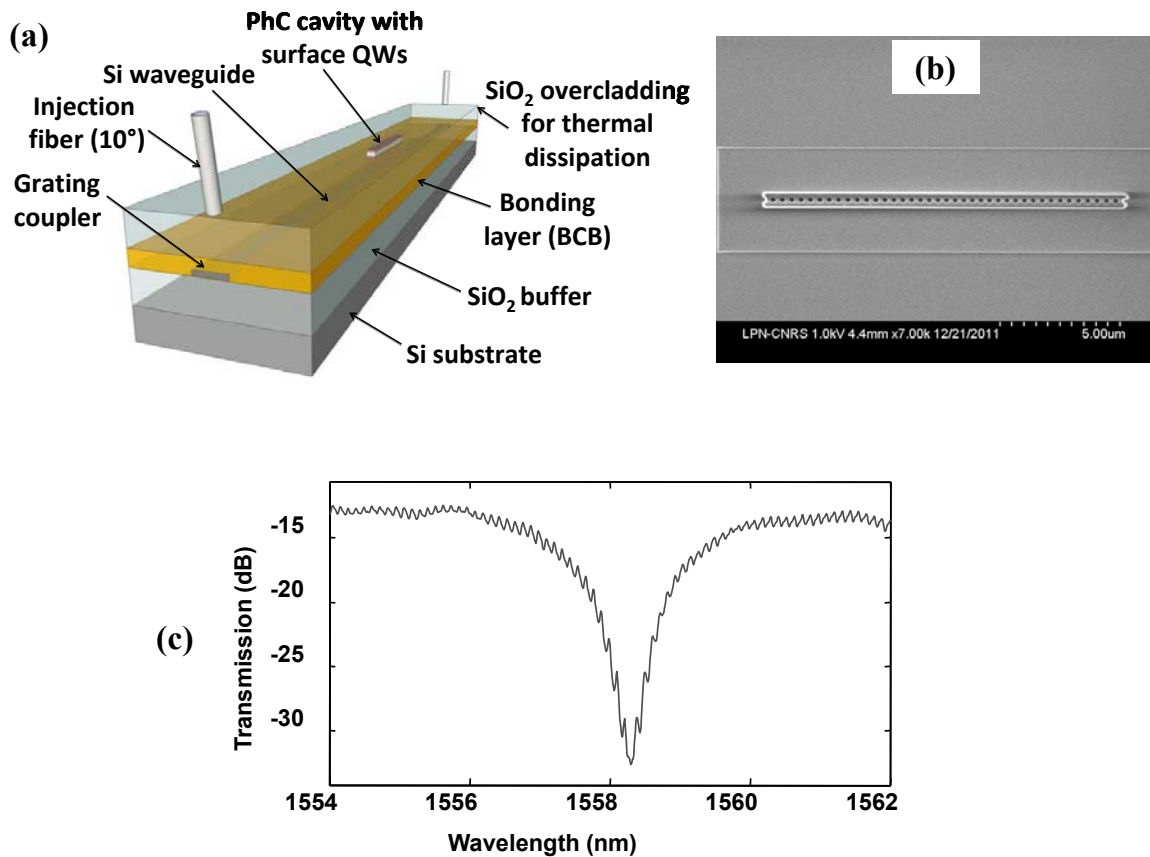 (a)
PhC cavity with
surface QWs
Si waveguide
Injection
fiber (10°)
Grating
coupler
SiO₂ overcladding
for thermal
dissipation
Bonding
layer (BCB)
SiO₂ buffer
Si substrate
(b)
LPN-CNRS 1.0kV 4.4mm x7.00k 12/21/2011 5.00um
(c)
Transmission (dB)
-15
-20
-25
-30
1554 1556 1558 1560 1562
Wavelength (nm)